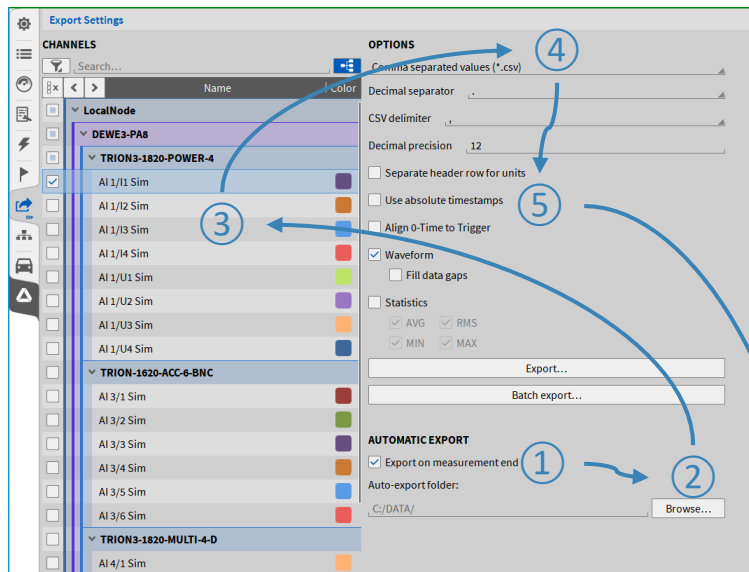 Export Settings
CHANNELS
Search...
Name
Color
LocalNode
DEWE3-PA8
TRION3-1820-POWER-4
AI 1/I1 Sim
AI 1/I2 Sim
AI 1/I3 Sim
AI 1/I4 Sim
AI 1/U1 Sim
AI 1/U2 Sim
AI 1/U3 Sim
AI 1/U4 Sim
TRION-1620-ACC-6-BNC
AI 3/1 Sim
AI 3/2 Sim
AI 3/3 Sim
AI 3/4 Sim
AI 3/5 Sim
AI 3/6 Sim
TRION3-1820-MULTI-4-D
AI 4/1 Sim
3
OPTIONS
4
Comma separated values (*.csv)
Decimal separator .
CSV delimiter ,
Decimal precision 12
Separate header row for units
Use absolute timestamps
5
Align 0-Time to Trigger
Waveform
Fill data gaps
Statistics
AVG RMS
MIN MAX
Export...
Batch export...
AUTOMATIC EXPORT
Export on measurement end
1
2
Auto-export folder:
C:/DATA/
Browse...